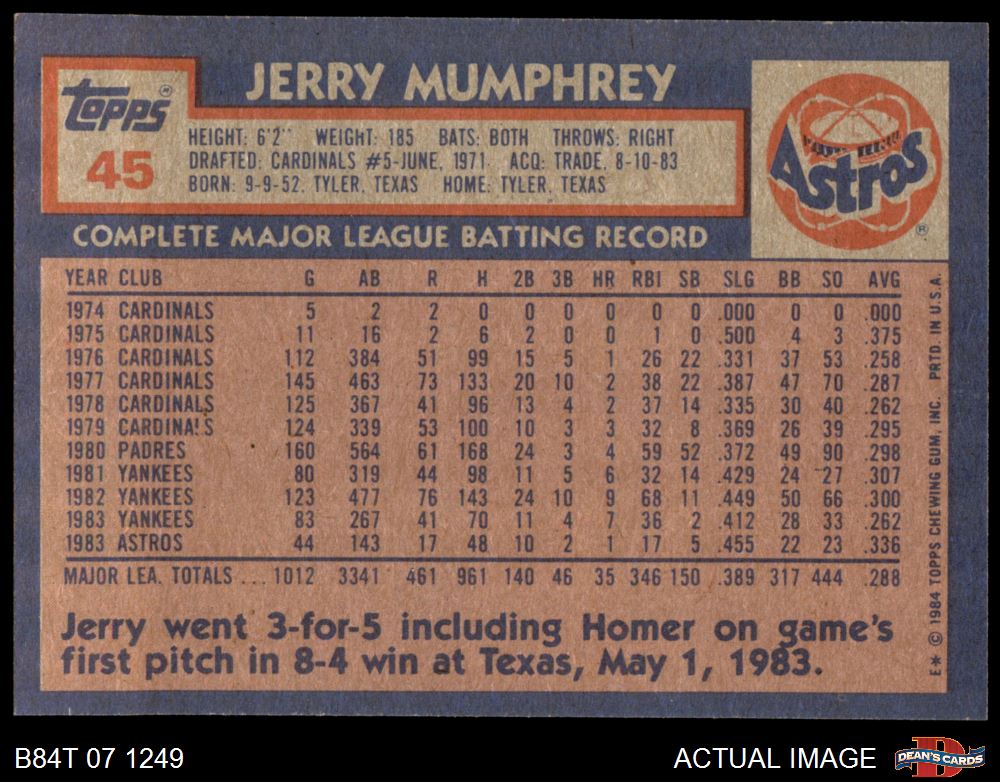 JERRY MUMPHREY
Topps®
45
HEIGHT: 6'2" WEIGHT: 185 BATS: BOTH THROWS: RIGHT
DRAFTED: CARDINALS #5-JUNE, 1971. ACQ: TRADE, 8-10-83
BORN: 9-9-52, TYLER, TEXAS HOME: TYLER, TEXAS
Astros
®
COMPLETE MAJOR LEAGUE BATTING RECORD
YEAR CLUB G AB R H 2B 3B HR RBI SB SLG BB SO AVG
1974 CARDINALS 5 2 2 0 0 0 0 0 0 .000 0 0 .000
1975 CARDINALS 11 16 2 6 2 0 0 1 0 .500 4 3 .375
1976 CARDINALS 112 384 51 99 15 5 1 26 22 .331 37 53 .258
1977 CARDINALS 145 463 73 133 20 10 2 38 22 .387 47 70 .287
1978 CARDINALS 125 367 41 96 13 4 2 37 14 .335 30 40 .262
1979 CARDINALS 124 339 53 100 10 3 3 32 8 .369 26 39 .295
1980 PADRES 160 564 61 168 24 3 4 59 52 .372 49 90 .298
1981 YANKEES 80 319 44 98 11 5 6 32 14 .429 24 27 .307
1982 YANKEES 123 477 76 143 24 10 9 68 11 .449 50 66 .300
1983 YANKEES 83 267 41 70 11 4 7 36 2 .412 28 33 .262
1983 ASTROS 44 143 17 48 10 2 1 17 5 .455 22 23 .336
MAJOR LEA. TOTALS ... 1012 3341 461 961 140 46 35 346 150 .389 317 444 .288
Jerry went 3-for-5 including Homer on game's
first pitch in 8-4 win at Texas, May 1, 1983.
E* © 1984 TOPPS CHEWING GUM, INC. PRTD. IN U.S.A.
B84T 07 1249
ACTUAL IMAGE
D
DEAN'S CARDS